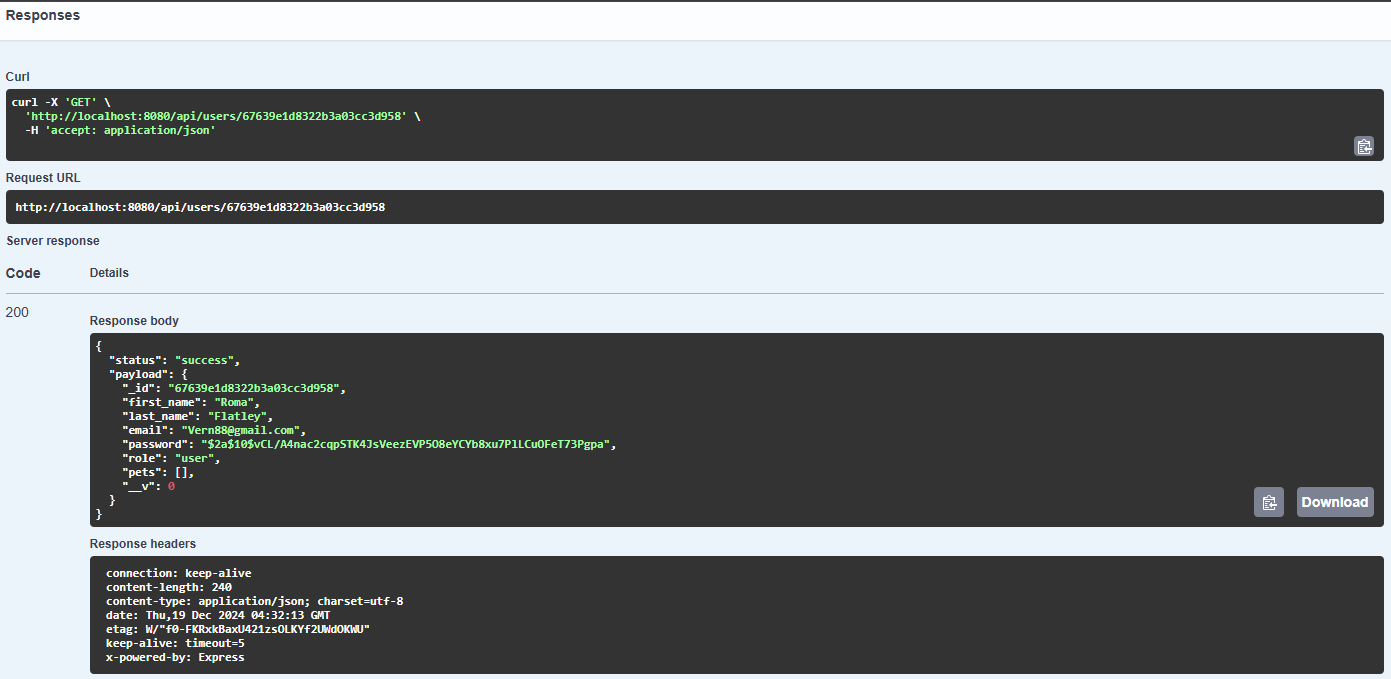 Responses
Curl
curl -X 'GET' \
'http://localhost:8080/api/users/67639e1d8322b3a03cc3d958' \
-H 'accept: application/json'
Request URL
http://localhost:8080/api/users/67639e1d8322b3a03cc3d958
Server response
Code Details
200
Response body
{
"status": "success",
"payload": {
"_id": "67639e1d8322b3a03cc3d958",
"first_name": "Roma",
"last_name": "Flatley",
"email": "Vern88@gmail.com",
"password": "$2a$10$vCL/A4nac2cqpSTK4JsVeezEVP5O8eYCYb8xu7PlLCuOFeT73Pgpa",
"role": "user",
"pets": [],
"__v": 0
}
}
Download
Response headers
connection: keep-alive
content-length: 240
content-type: application/json; charset=utf-8
date: Thu,19 Dec 2024 04:32:13 GMT
etag: W/"f0-FKRxkBaxU421zsOLKYf2UWdOKWU"
keep-alive: timeout=5
x-powered-by: Express